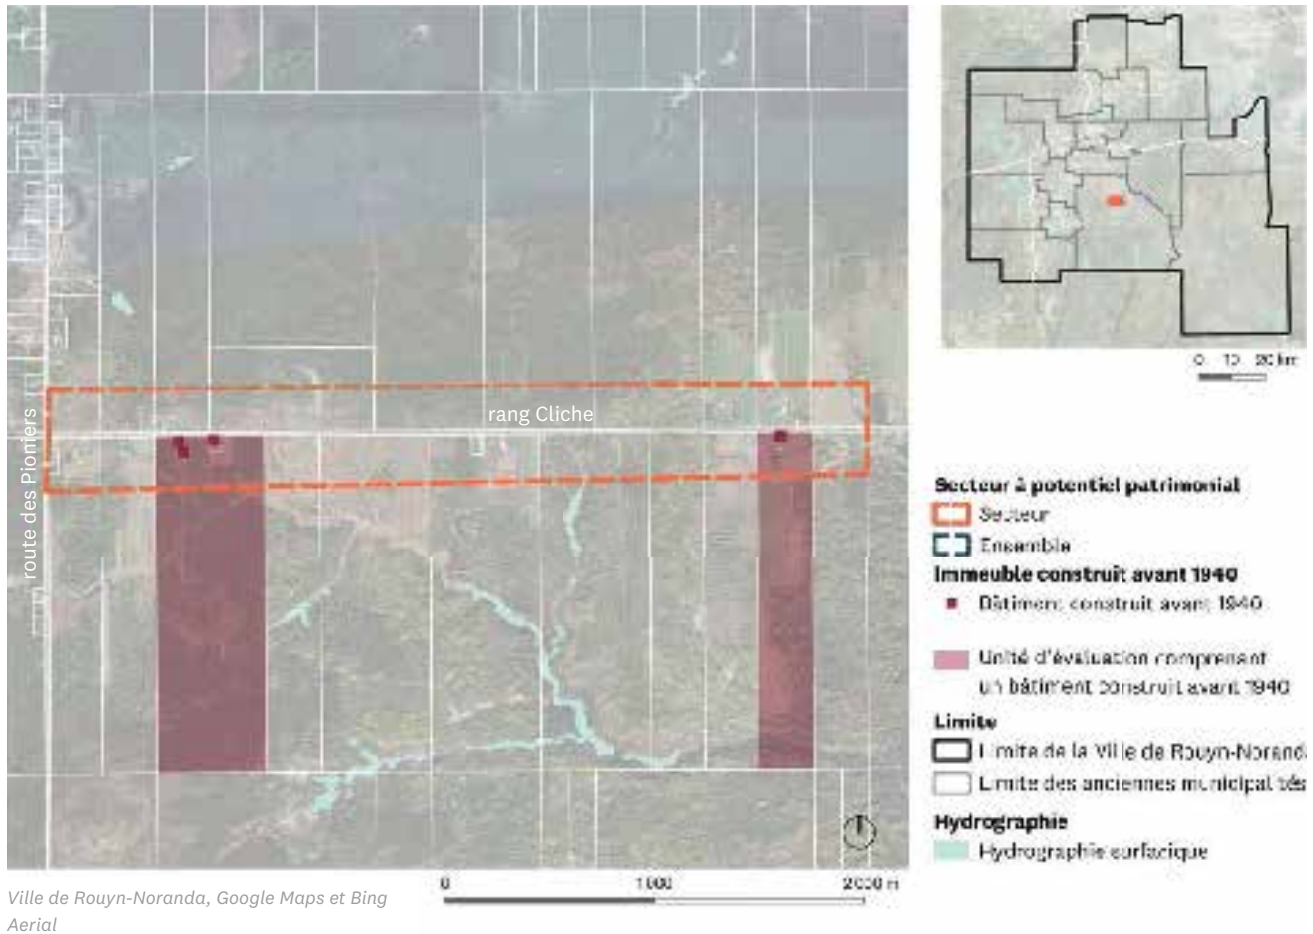 route des Pionniers
rang Cliche
0 10 20 km
Secteur à potentiel patrimonial
Secteur
Ensemble
Immeuble construit avant 1940
Bâtiment construit avant 1940
Unité d'évaluation comprenant
un bâtiment construit avant 1940
Limite
Limite de la Ville de Rouyn-Norand
Limite des anciennes municipalités
Hydrographie
Hydrographie surfacique
0 1000 2000 m
Ville de Rouyn-Noranda, Google Maps et Bing
Aerial